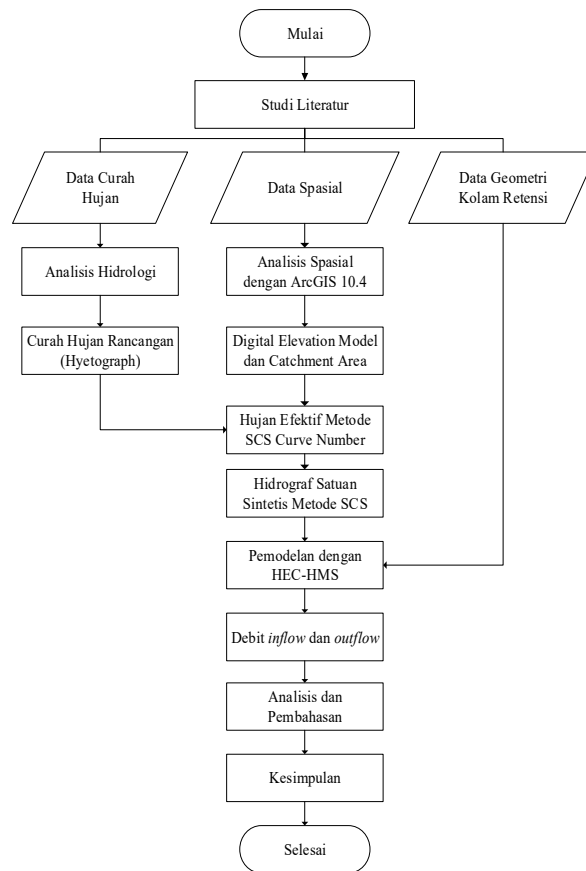 Mulai
Studi Literatur
Data Curah
Hujan
Data Spasial
Data Geometri
Kolam Retensi
Analisis Hidrologi
Analisis Spasial
dengan ArcGIS 10.4
Curah Hujan Rancangan
(Hyetograph)
Digital Elevation Model
dan Catchment Area
Hujan Efektif Metode
SCS Curve Number
Hidrograf Satuan
Sintetis Metode SCS
Pemodelan dengan
HEC-HMS
Debit inflow dan outflow
Analisis dan
Pembahasan
Kesimpulan
Selesai